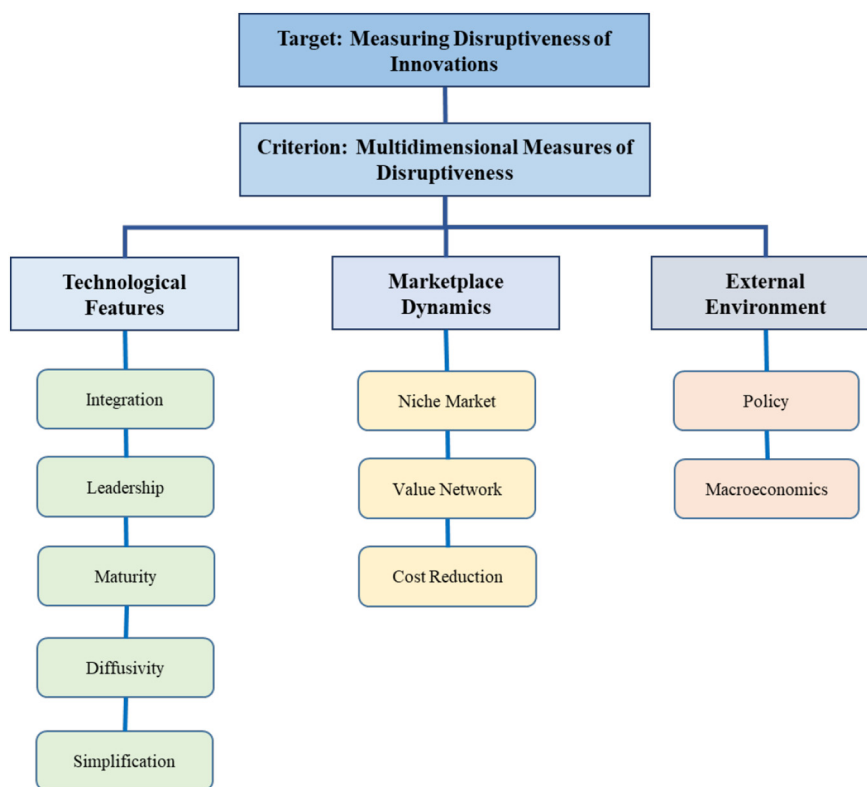 Target:  Measuring Disruptiveness of
Innovations
Criterion:  Multidimensional Measures of
Disruptiveness
Technological
Features
Marketplace
Dynamics
External
Environment
Integration
Leadership
Maturity
Diffusivity
Simplification
Niche Market
Value Network
Cost Reduction
Policy
Macroeconomics